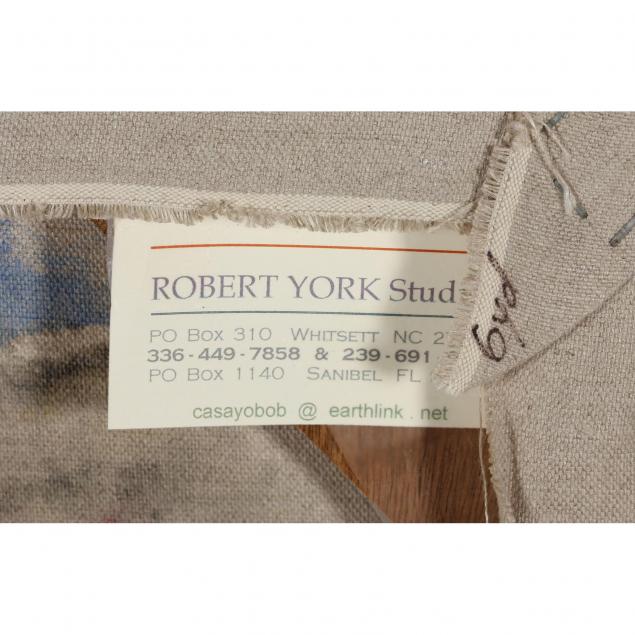 ROBERT YORK Stud
PO Box 310 Whitsett NC 2
336-449-7858 & 239-691
PO Box 1140 Sanibel FL
casayobob @ earthlink . net